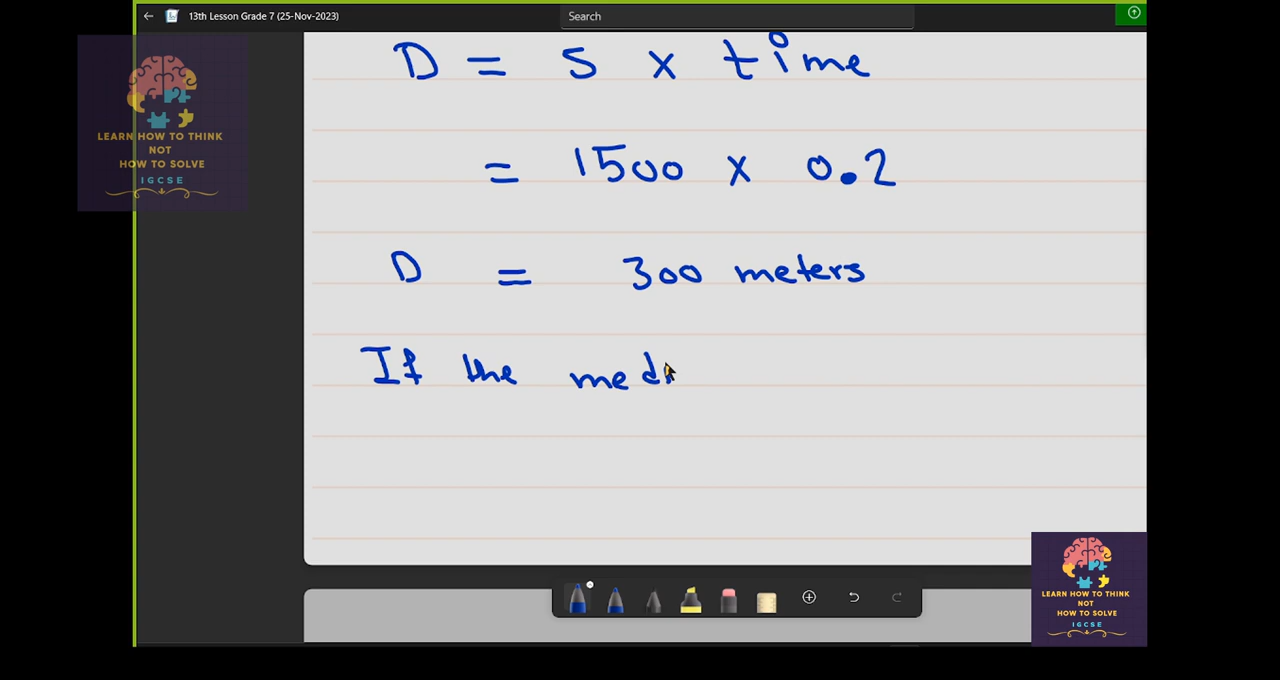 13th Lesson Grade 7 (25-Nov-2023)
Search
LEARN HOW TO THINK
NOT
HOW TO SOLVE
IGCSE
D = S x time
= 1500 x 0.2
D = 300 meters
If the medi
LEARN HOW TO THINK
NOT
HOW TO SOLVE
IGCSE